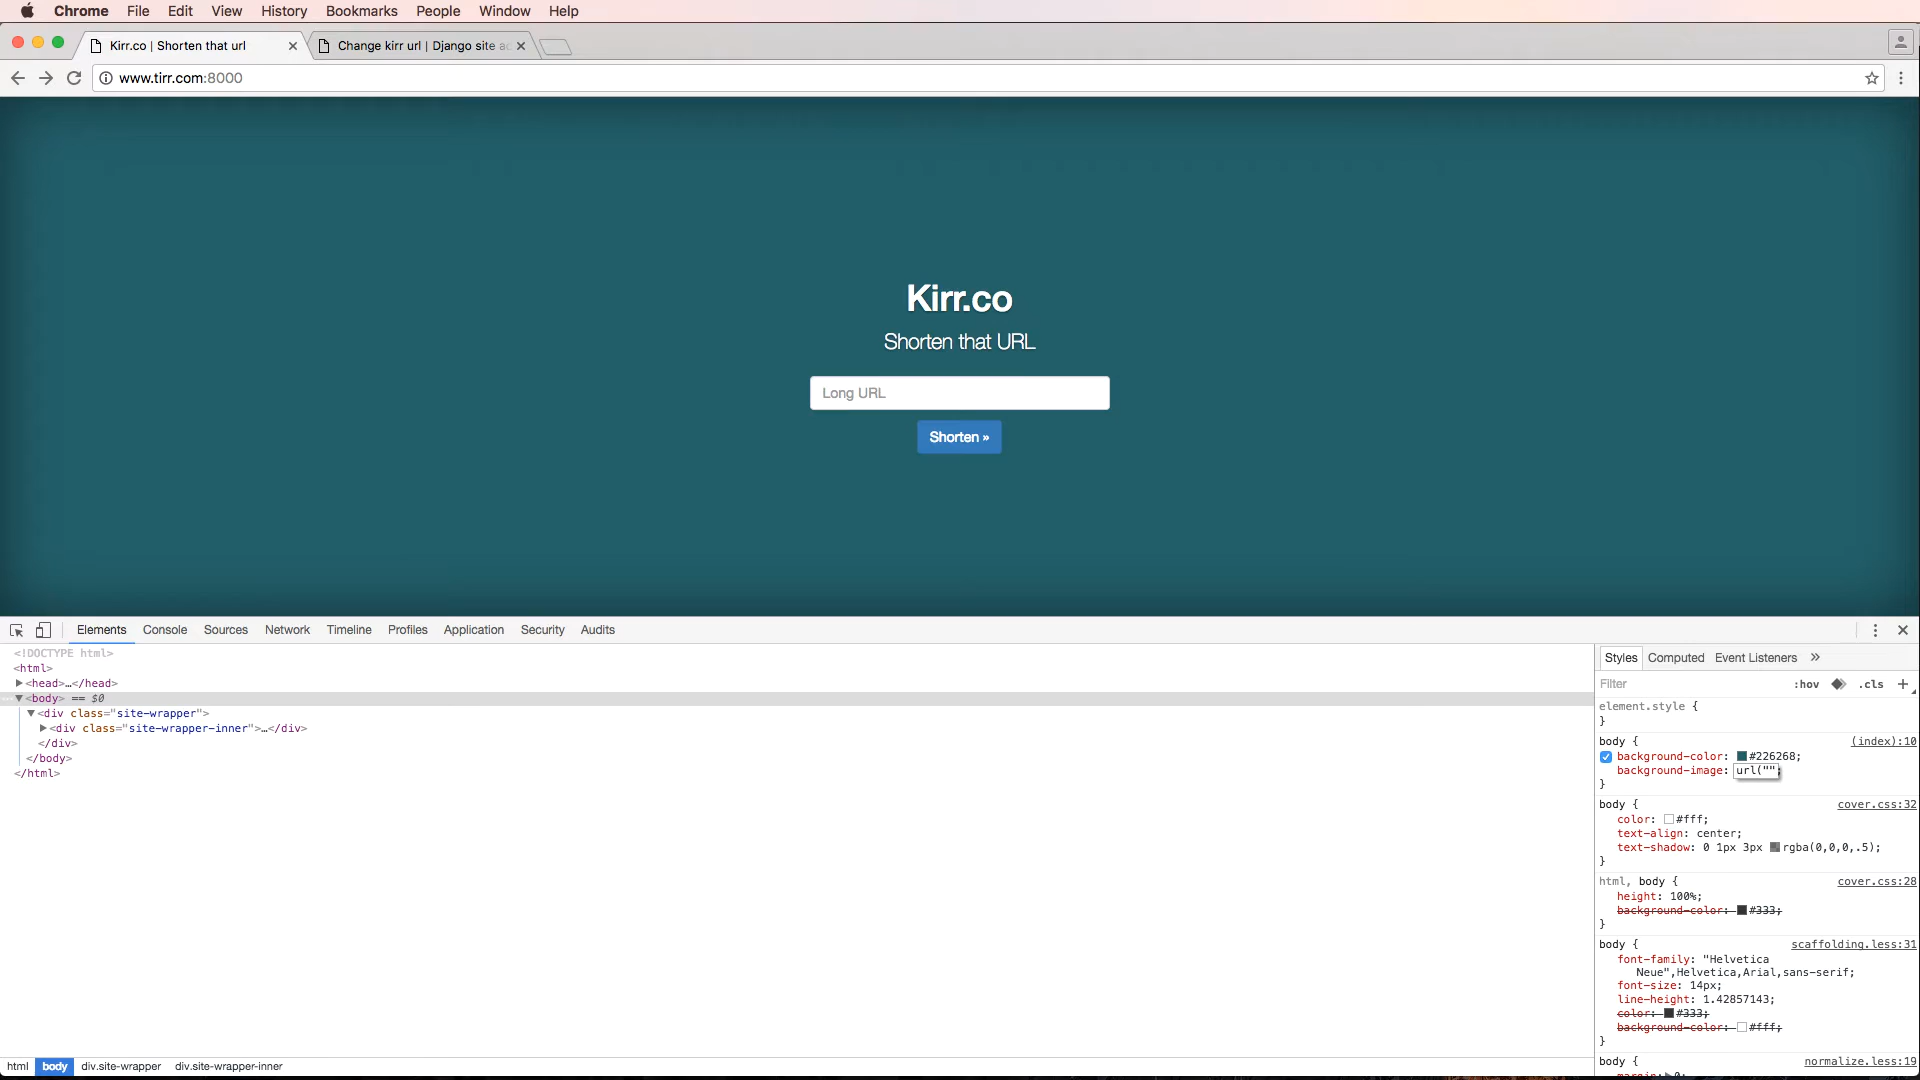 Chrome File Edit View History Bookmarks People Window Help
Kirr.co | Shorten that url
Change kirr url | Django site ad
www.tirr.com:8000
Kirr.co
Shorten that URL
Long URL
Shorten »
Elements Console Sources Network Timeline Profiles Application Security Audits
<!DOCTYPE html>
<html>
<head>…</head>
<body> == $0
<div class="site-wrapper">
<div class="site-wrapper-inner">…</div>
</div>
</body>
</html>
html body div.site-wrapper div.site-wrapper-inner
Styles Computed Event Listeners »
Filter :hov .cls +
element.style {
}
body { (index):10
background-color: #226268;
background-image: url("";
}
body { cover.css:32
color: #fff;
text-align: center;
text-shadow: 0 1px 3px rgba(0,0,0,.5);
}
html, body { cover.css:28
height: 100%;
background-color: #333;
}
body { scaffolding.less:31
font-family: "Helvetica
Neue",Helvetica,Arial,sans-serif;
font-size: 14px;
line-height: 1.42857143;
color: #333;
background-color: #fff;
}
body { normalize.less:19
margin: 0;